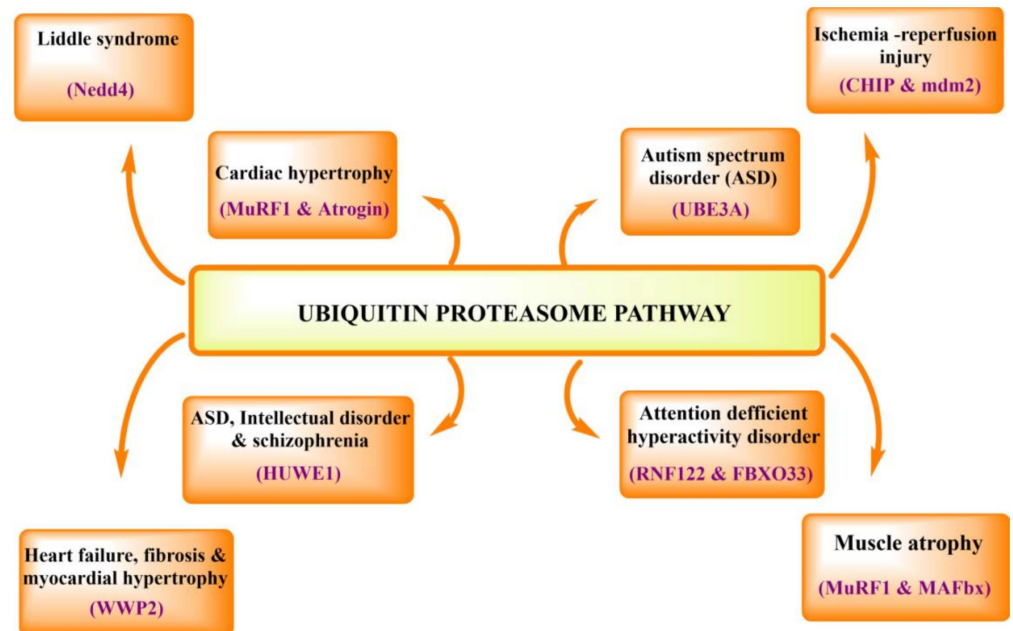 Liddle syndrome
(Nedd4)
Ischemia -reperfusion
injury
(CHIP & mdm2)
Cardiac hypertrophy
(MuRF1 & Atrogin)
Autism spectrum
disorder (ASD)
(UBE3A)
UBIQUITIN PROTEASOME PATHWAY
ASD, Intellectual disorder
& schizophrenia
(HUWE1)
Attention defficient
hyperactivity disorder
(RNF122 & FBXO33)
Heart failure, fibrosis &
myocardial hypertrophy
(WWP2)
Muscle atrophy
(MuRF1 & MAFbx)